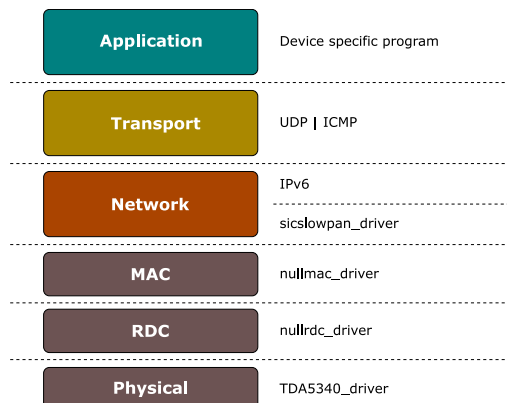 Application
Device specific program
Transport
UDP | ICMP
Network
IPv6
sicslowpan_driver
MAC
nullmac_driver
RDC
nullrdc_driver
Physical
TDA5340_driver